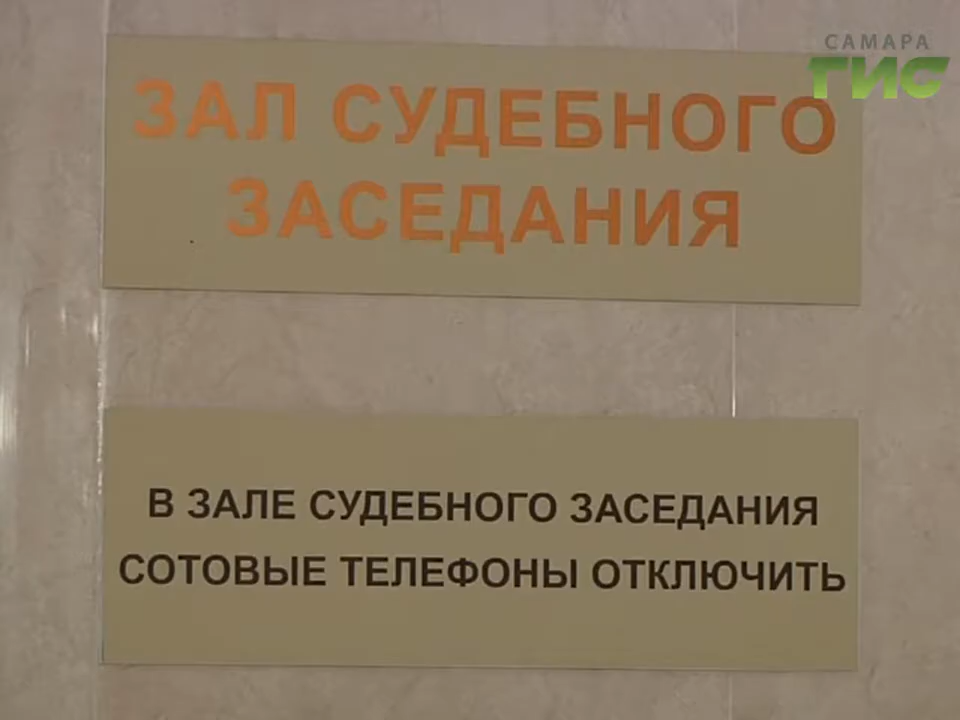 САМАРА
ГИС
ЗАЛ СУДЕБНОГО
ЗАСЕДАНИЯ
В ЗАЛЕ СУДЕБНОГО ЗАСЕДАНИЯ
СОТОВЫЕ ТЕЛЕФОНЫ ОТКЛЮЧИТЬ